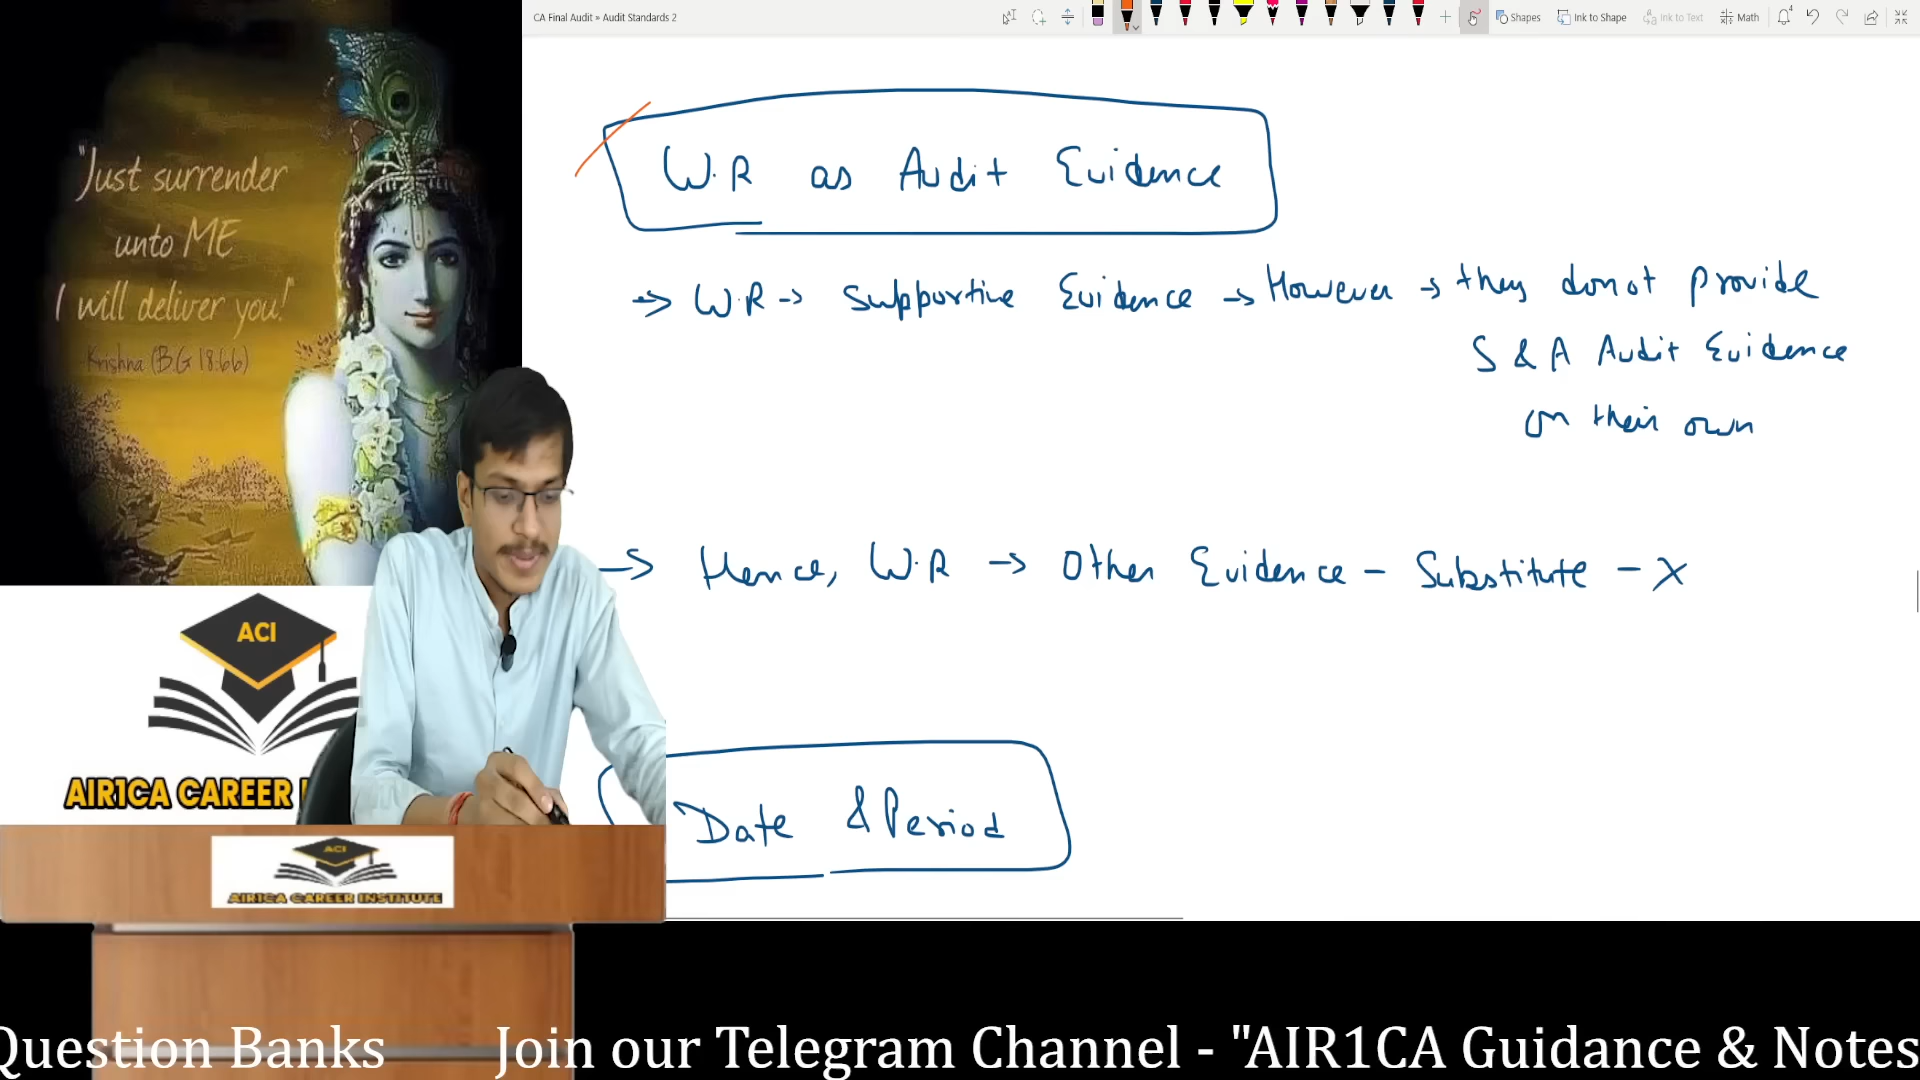 CA Final Audit » Audit Standards 2
Shapes
Ink to Shape
Ink to Text
Math
"Just surrender
unto ME
I will deliver you!"
Krishna (B.G 18:66)
W.R as Audit Evidence
→ W.R → Supportive Evidence → However → they donot provide
S & A Audit Evidence
on their own
→ Hence, W.R → Other Evidence - Substitute - X
Date & Period
ACI
AIR1CA CAREER I
ACI
AIR1CA CAREER INSTITUTE
Question Banks Join our Telegram Channel - "AIR1CA Guidance & Notes